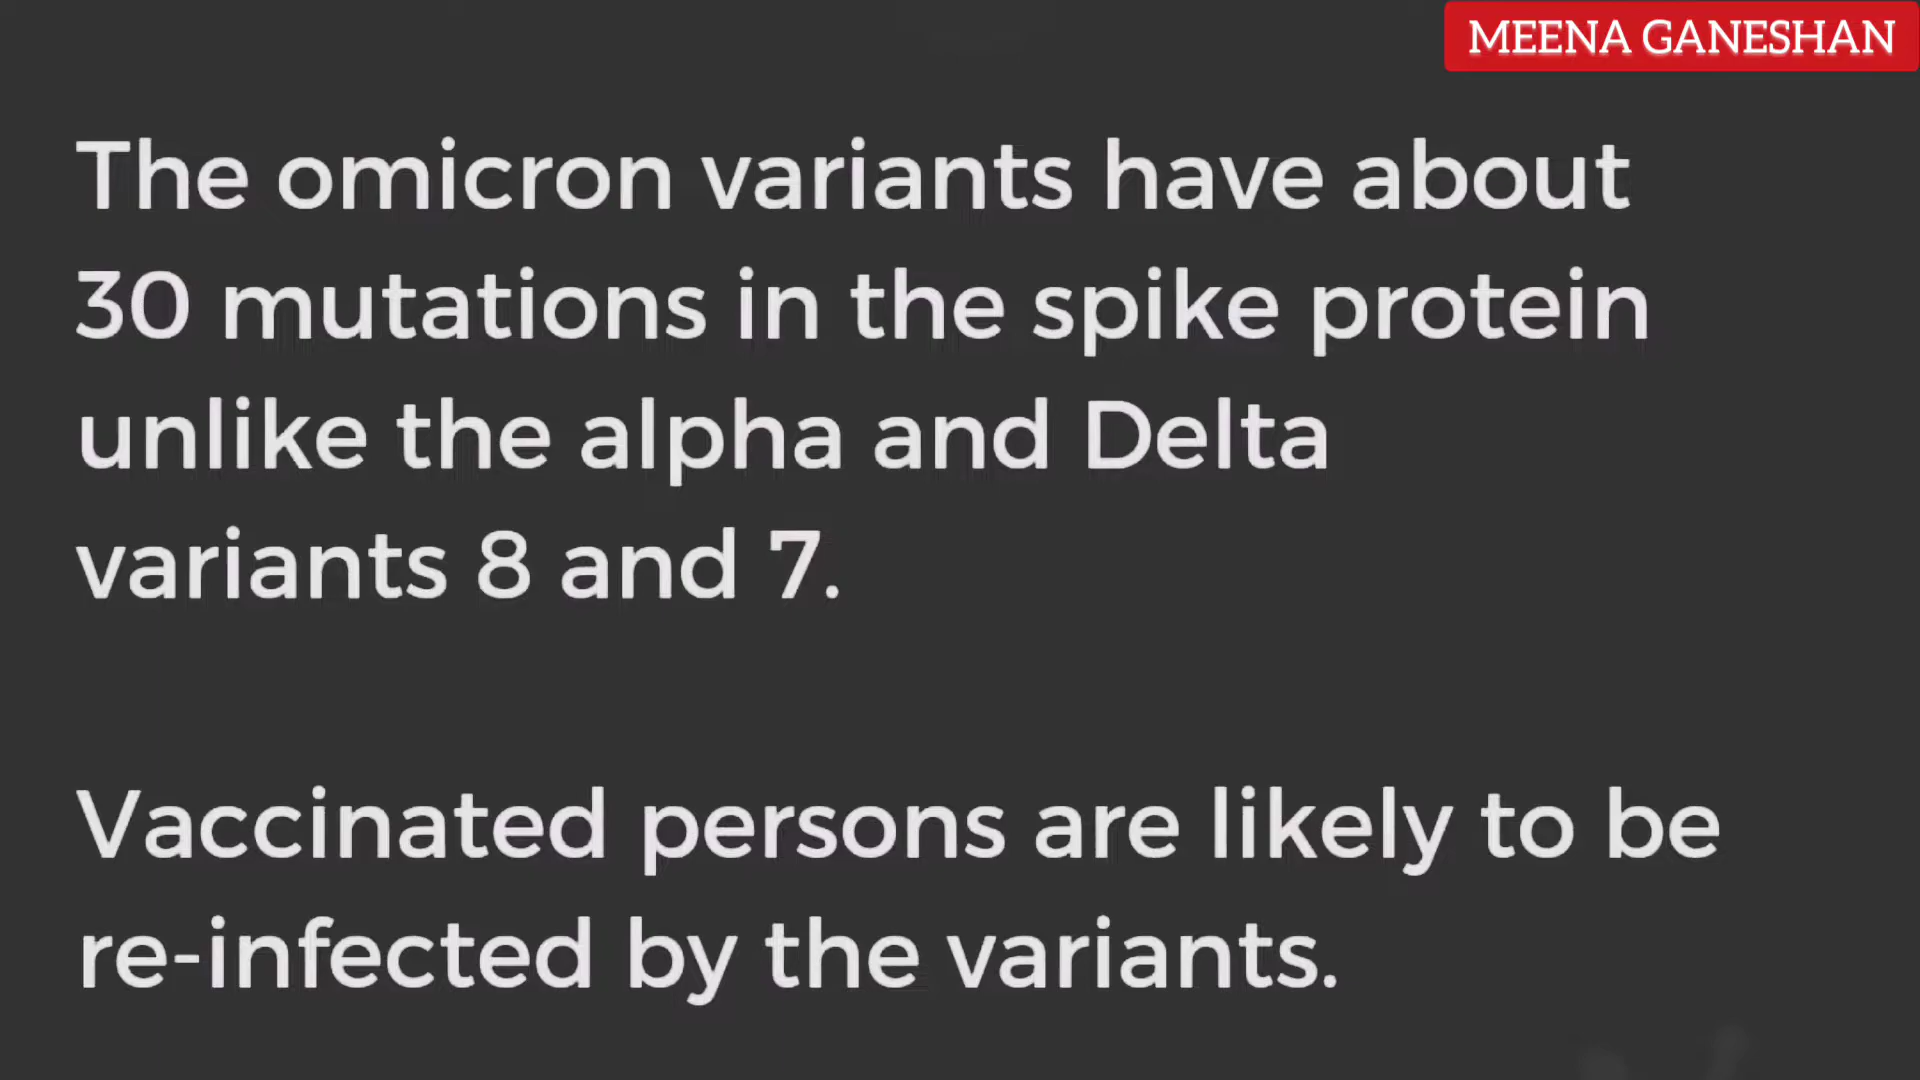 MEENA GANESHAN
The omicron variants have about
30 mutations in the spike protein
unlike the alpha and Delta
variants 8 and 7.
Vaccinated persons are likely to be
re-infected by the variants.